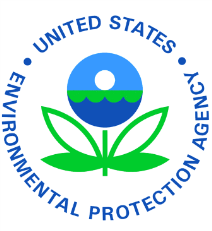 UNITED STATES
ENVIRONMENTAL PROTECTION AGENCY